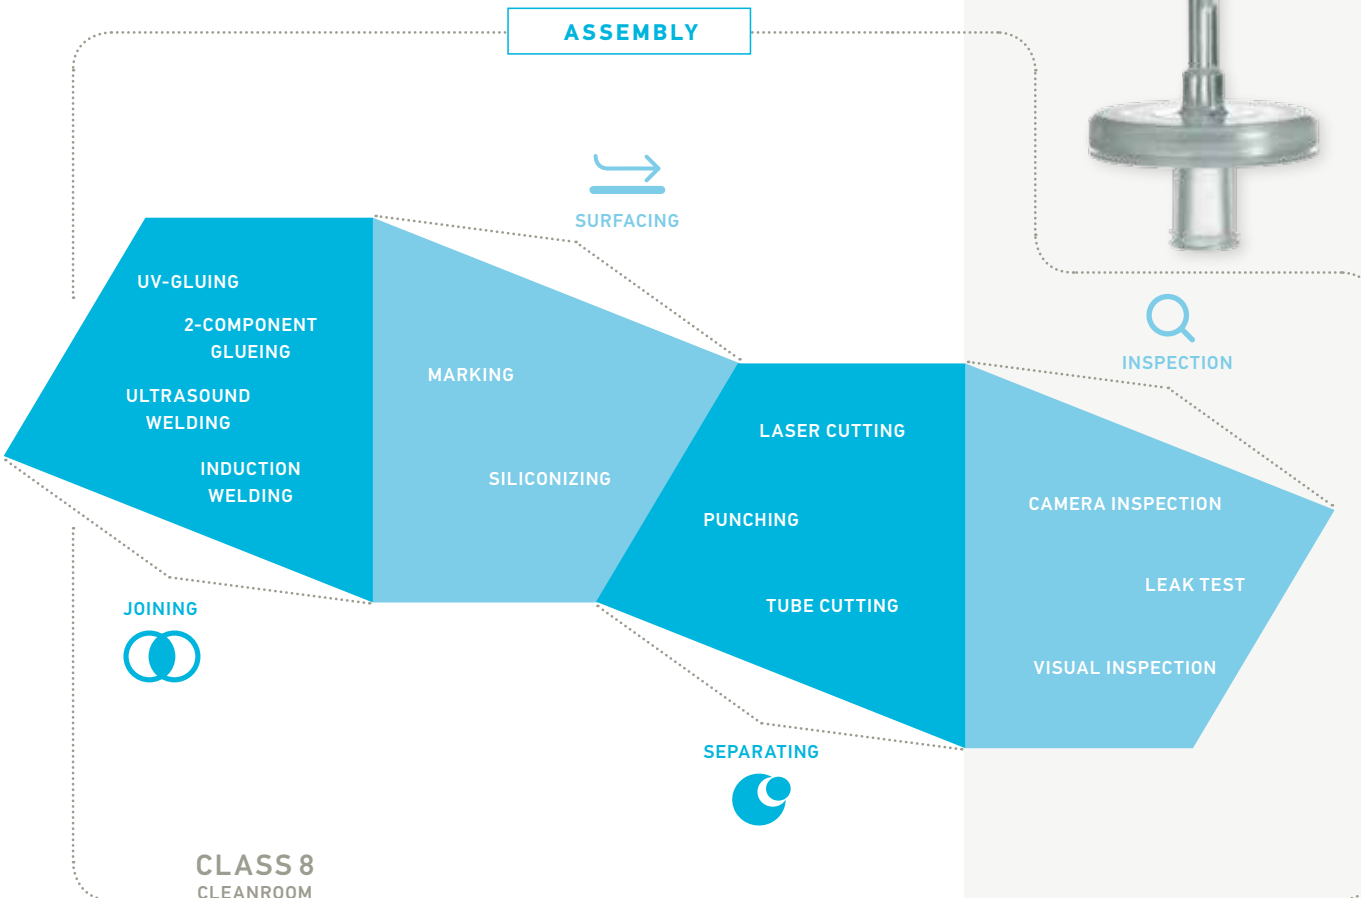 ASSEMBLY
SURFACING
UV-GLUING
2-COMPONENT
GLUEING
ULTRASOUND
WELDING
INDUCTION
WELDING
JOINING
MARKING
SILICONIZING
LASER CUTTING
PUNCHING
TUBE CUTTING
SEPARATING
INSPECTION
CAMERA INSPECTION
LEAK TEST
VISUAL INSPECTION
CLASS 8
CLEANROOM